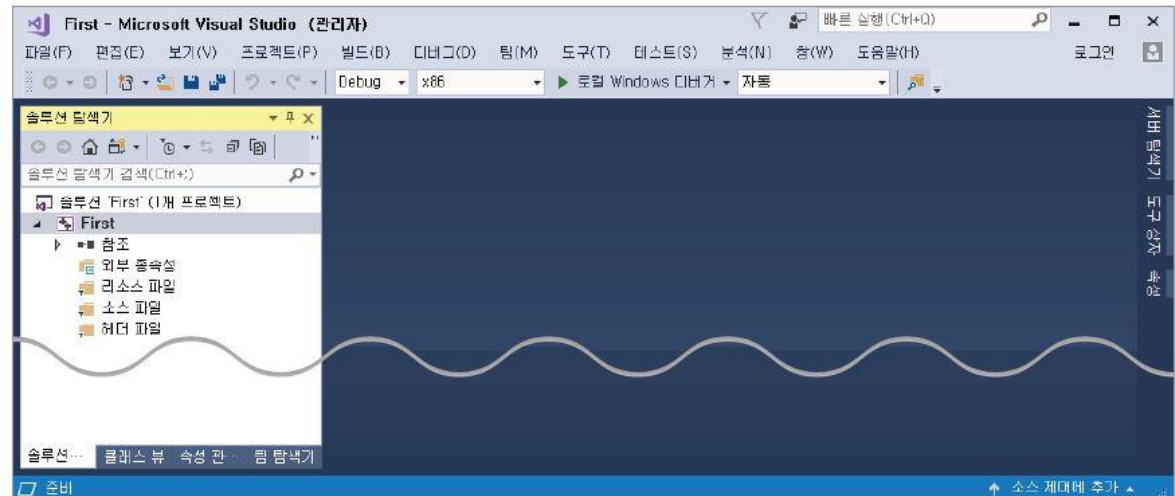 First - Microsoft Visual Studio (관리자)
빠른 실행(Ctrl+Q)
파일(F) 편집(E) 보기(V) 프로젝트(P) 빌드(B) 디버그(D) 팀(M) 도구(T) 테스트(S) 분석(N) 창(W) 도움말(H) 로그인
Debug x86 로컬 Windows 디버거 자동
솔루션 탐색기
솔루션 탐색기 검색(Ctrl+;)
솔루션 'First' (1개 프로젝트)
First
참조
외부 종속성
리소스 파일
소스 파일
헤더 파일
솔루션… 클래스 뷰 속성 관… 팀 탐색기
서버 탐색기
도구 상자
속성
준비
소스 제어에 추가